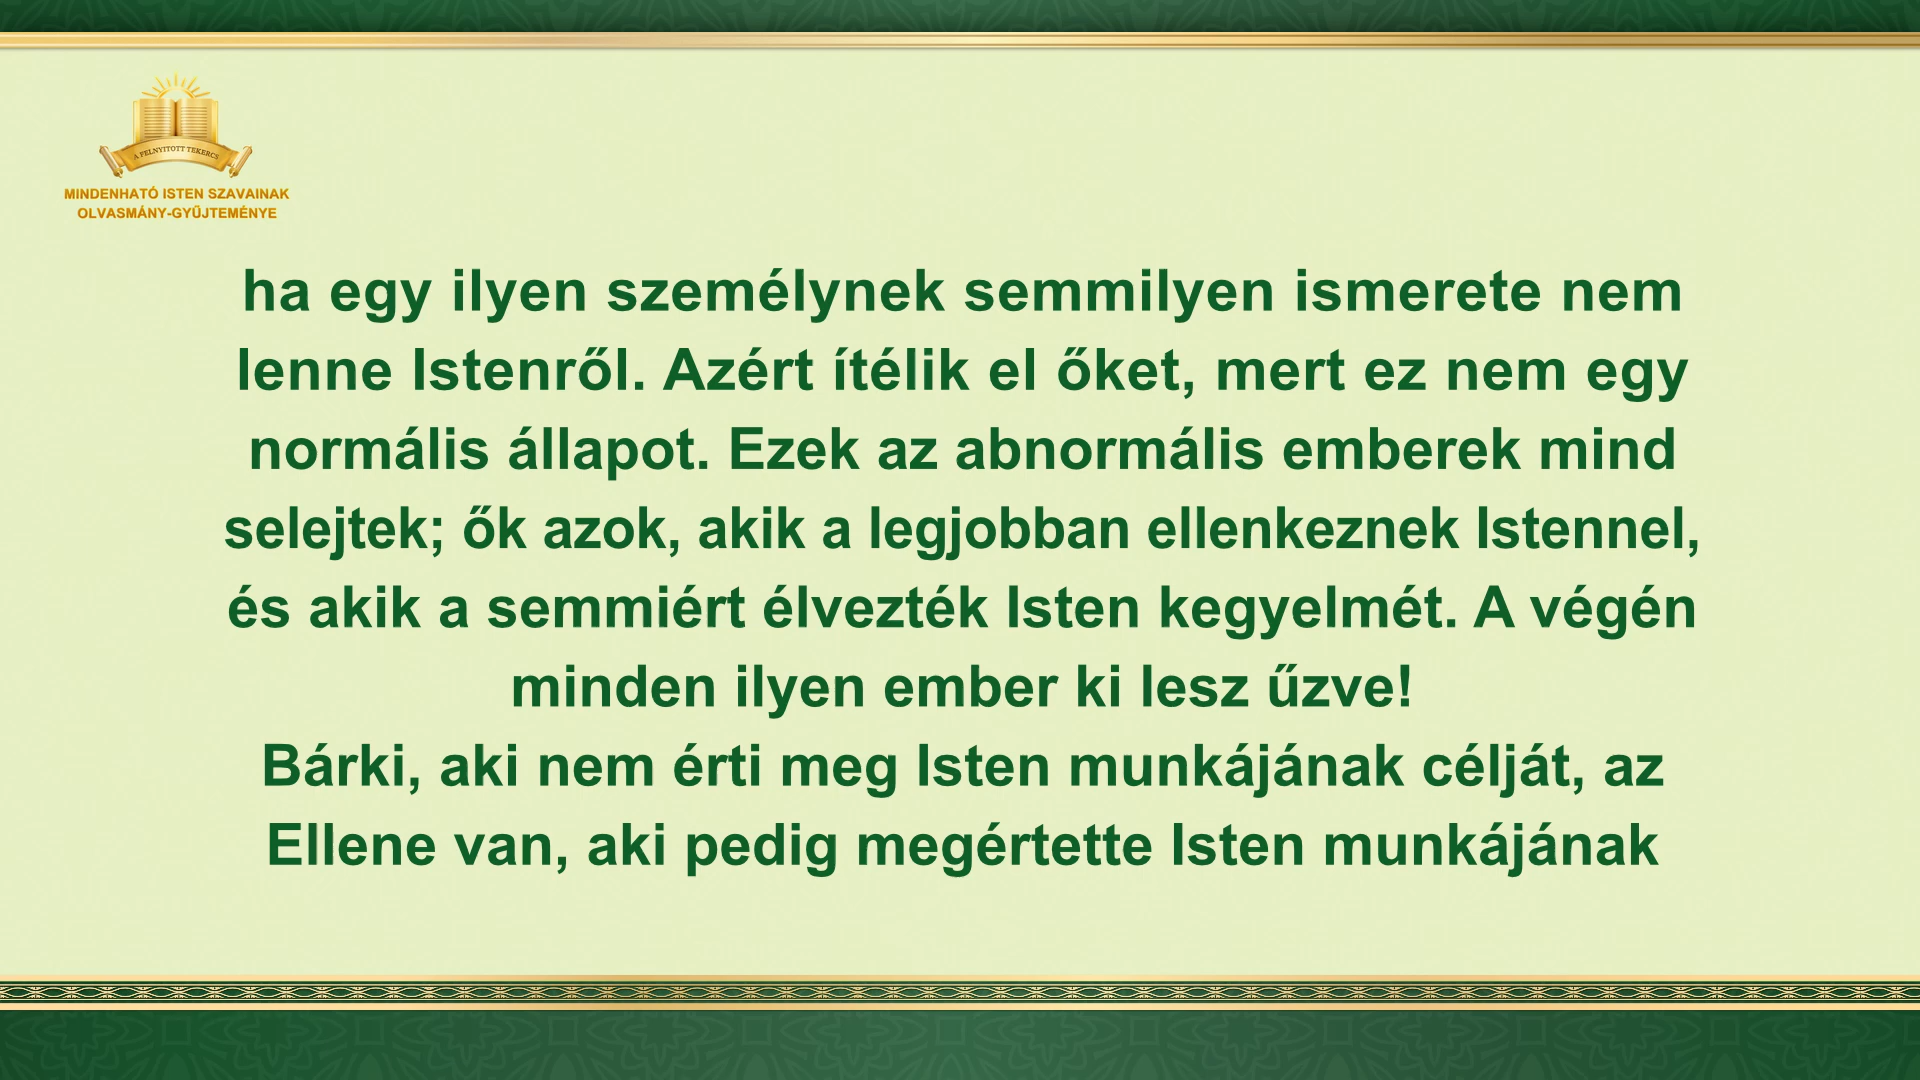 A FELNYITOTT TEKERCS
MINDENHATÓ ISTEN SZAVAINAK
OLVASMÁNY-GYŰJTEMÉNYE
ha egy ilyen személynek semmilyen ismerete nem
lenne Istenről. Azért ítélik el őket, mert ez nem egy
normális állapot. Ezek az abnormális emberek mind
selejtek; ők azok, akik a legjobban ellenkeznek Istennel,
és akik a semmiért élvezték Isten kegyelmét. A végén
minden ilyen ember ki lesz űzve!
Bárki, aki nem érti meg Isten munkájának célját, az
Ellene van, aki pedig megértette Isten munkájának